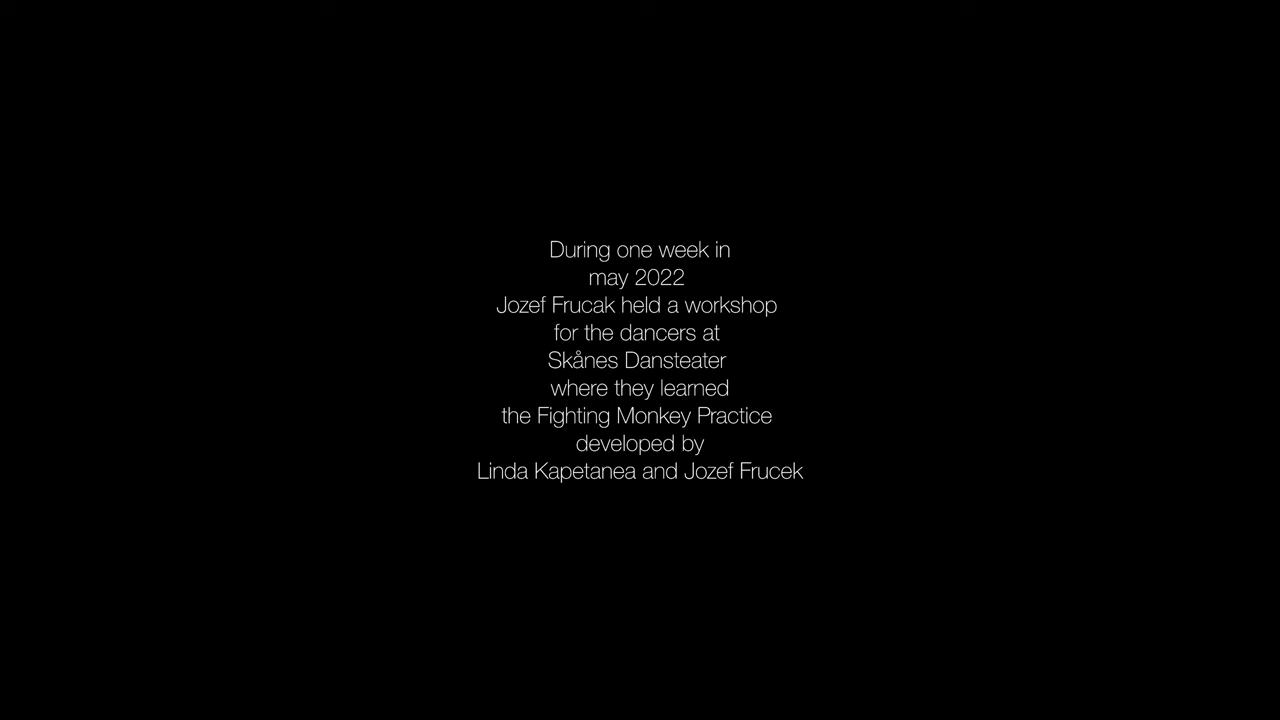 During one week in
may 2022
Jozef Frucak held a workshop
for the dancers at
Skånes Dansteater
where they learned
the Fighting Monkey Practice
developed by
Linda Kapetanea and Jozef Frucek